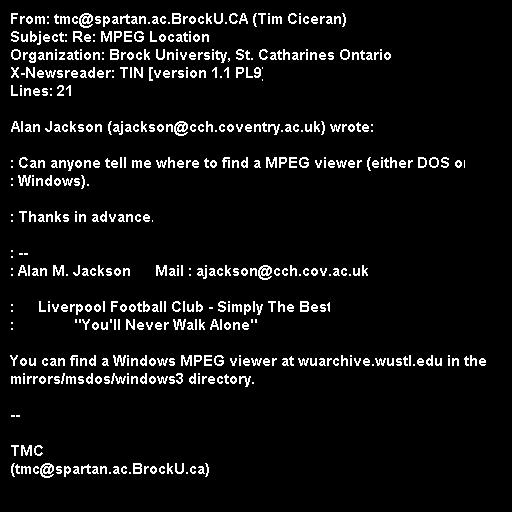 From: tmc@spartan.ac.BrockU.CA (Tim Ciceran)
Subject: Re: MPEG Location
Organization: Brock University, St. Catharines Ontario
X-Newsreader: TIN [version 1.1 PL9]
Lines: 21
Alan Jackson (ajackson@cch.coventry.ac.uk) wrote:
: Can anyone tell me where to find a MPEG viewer (either DOS or
: Windows).
: Thanks in advance.
: --
: Alan M. Jackson Mail : ajackson@cch.cov.ac.uk
: Liverpool Football Club - Simply The Best
: "You'll Never Walk Alone"
You can find a Windows MPEG viewer at wuarchive.wustl.edu in the
mirrors/msdos/windows3 directory.
--
TMC
(tmc@spartan.ac.BrockU.ca)